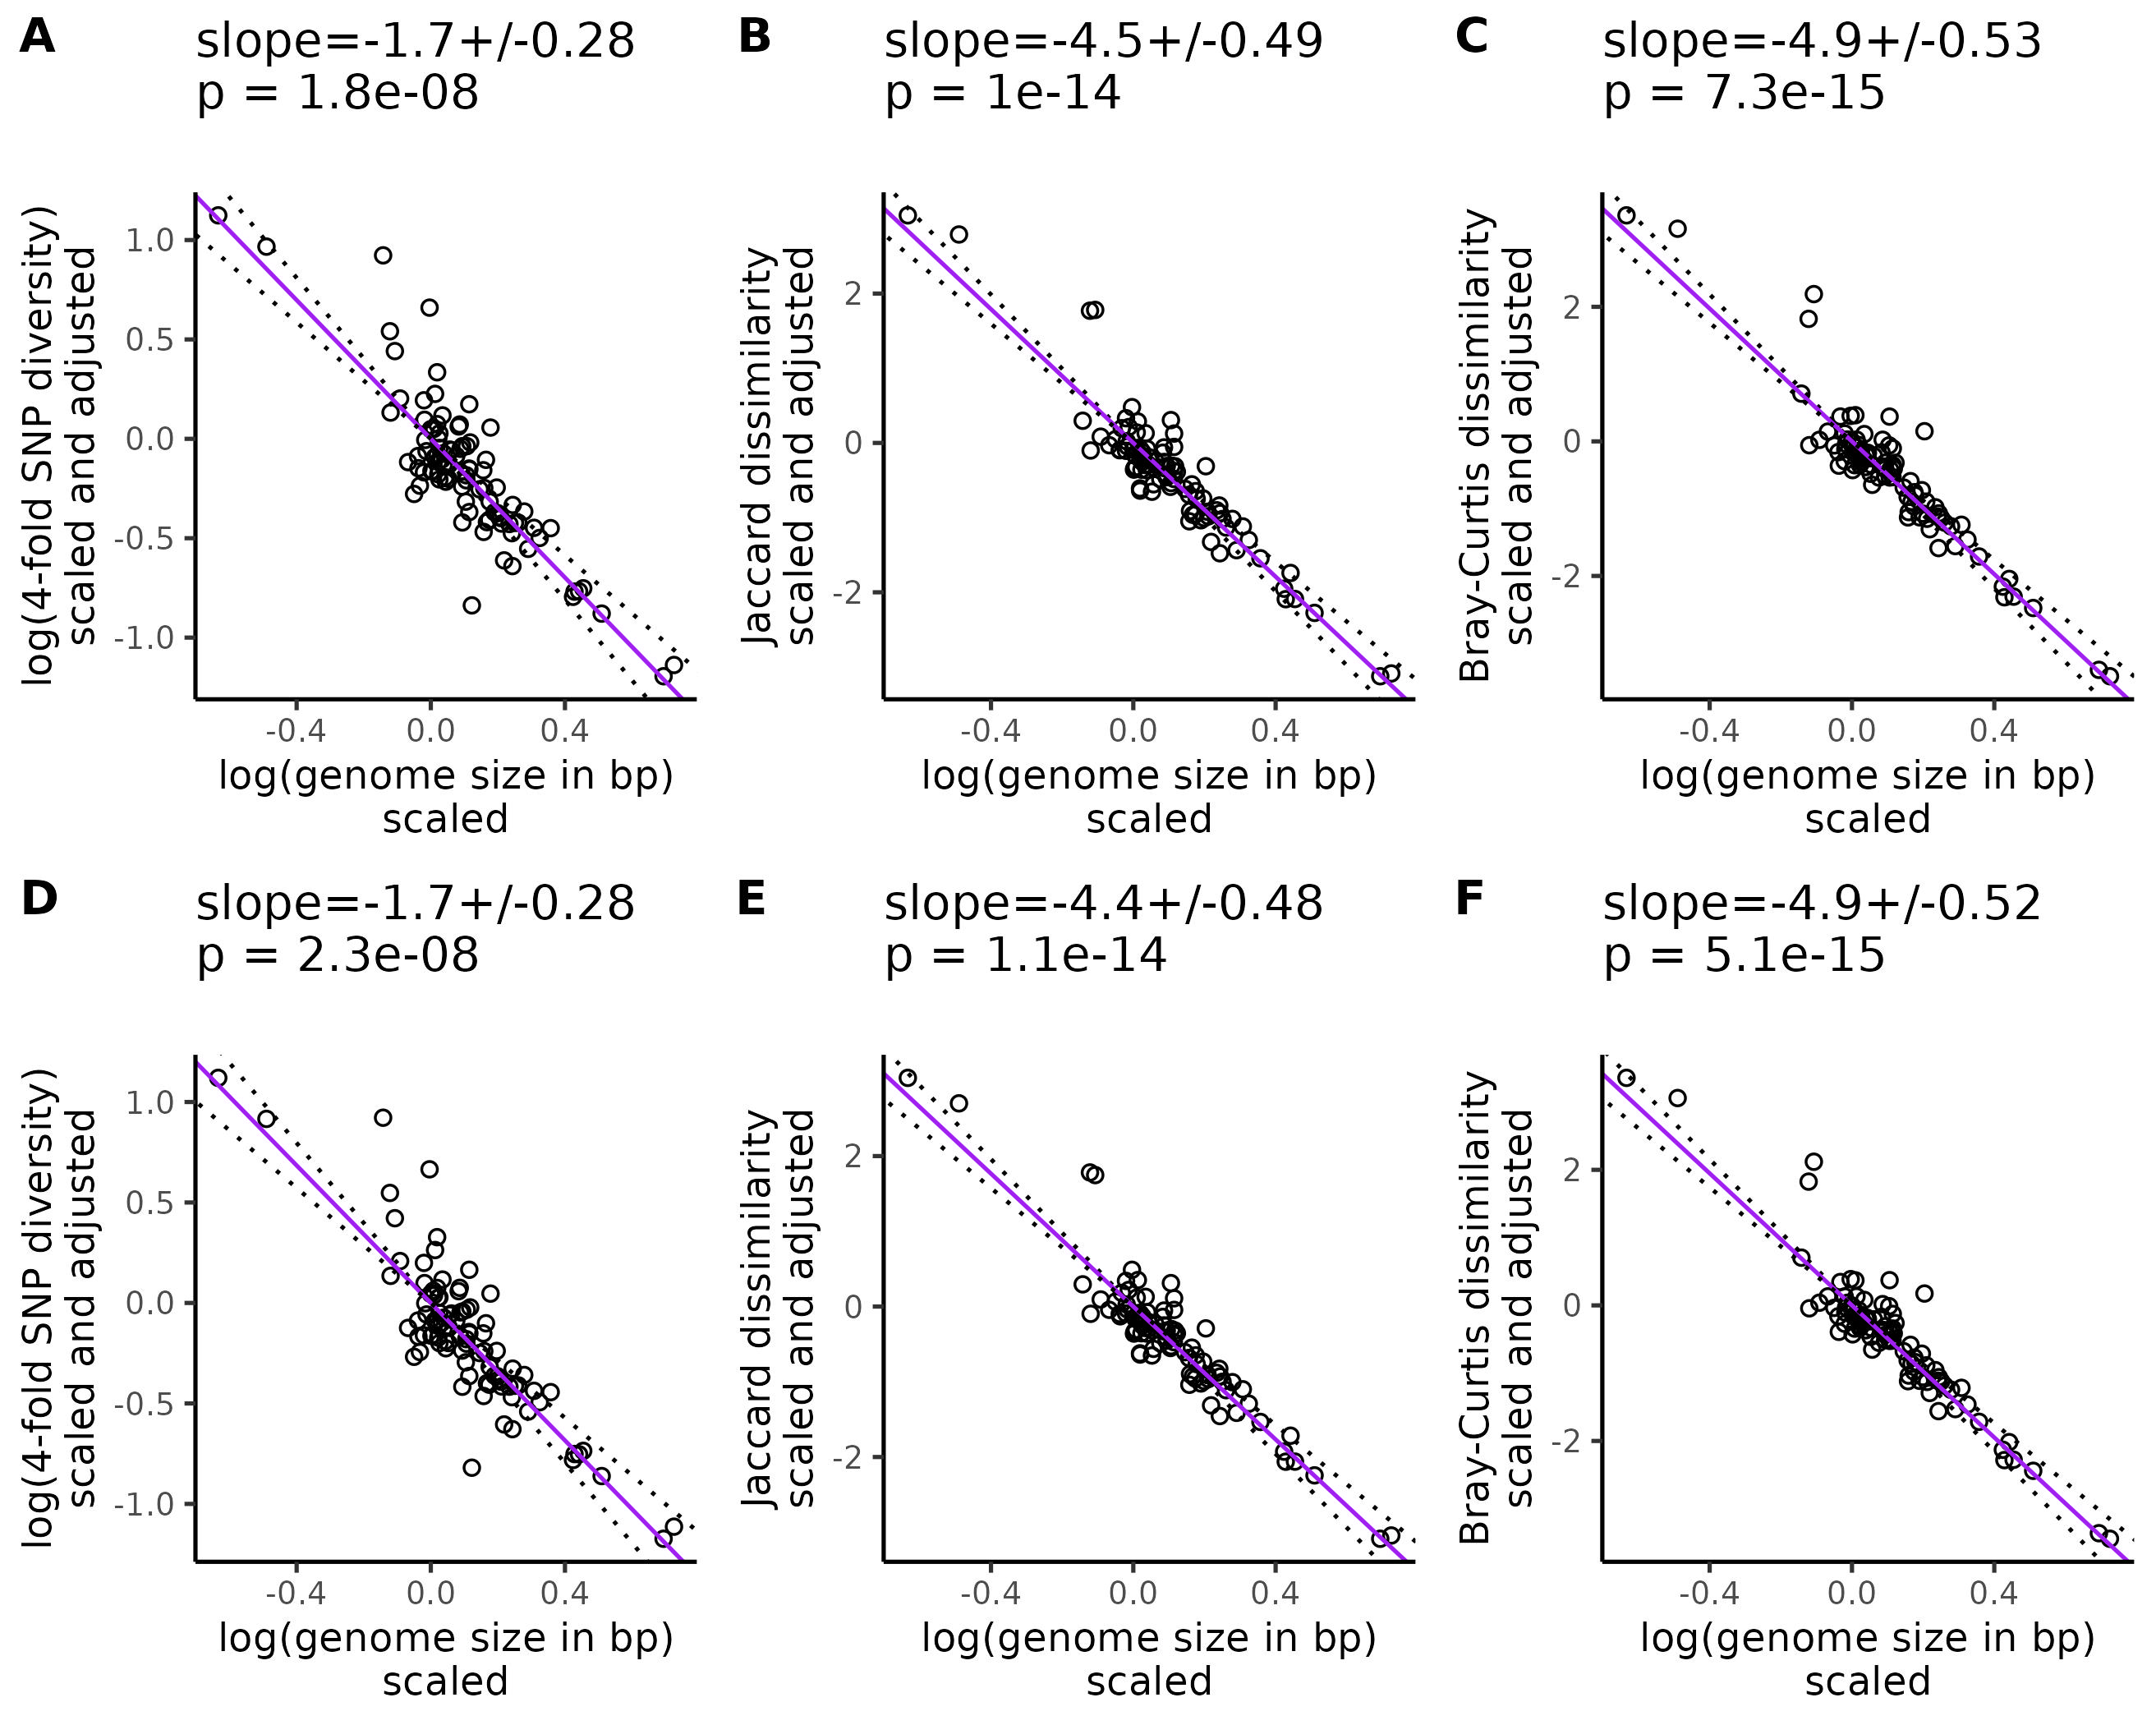 A
slope=-1.7+/-0.28
p = 1.8e-08
log(4-fold SNP diversity)
scaled and adjusted
1.0
0.5
0.0
-0.5
-1.0
-0.4
0.0
0.4
log(genome size in bp)
scaled
B
slope=-4.5+/-0.49
p = 1e-14
Jaccard dissimilarity
scaled and adjusted
2
0
-2
-0.4
0.0
0.4
log(genome size in bp)
scaled
C
slope=-4.9+/-0.53
p = 7.3e-15
Bray-Curtis dissimilarity
scaled and adjusted
2
0
-2
-0.4
0.0
0.4
log(genome size in bp)
scaled
D
slope=-1.7+/-0.28
p = 2.3e-08
log(4-fold SNP diversity)
scaled and adjusted
1.0
0.5
0.0
-0.5
-1.0
-0.4
0.0
0.4
log(genome size in bp)
scaled
E
slope=-4.4+/-0.48
p = 1.1e-14
Jaccard dissimilarity
scaled and adjusted
2
0
-2
-0.4
0.0
0.4
log(genome size in bp)
scaled
F
slope=-4.9+/-0.52
p = 5.1e-15
Bray-Curtis dissimilarity
scaled and adjusted
2
0
-2
-0.4
0.0
0.4
log(genome size in bp)
scaled